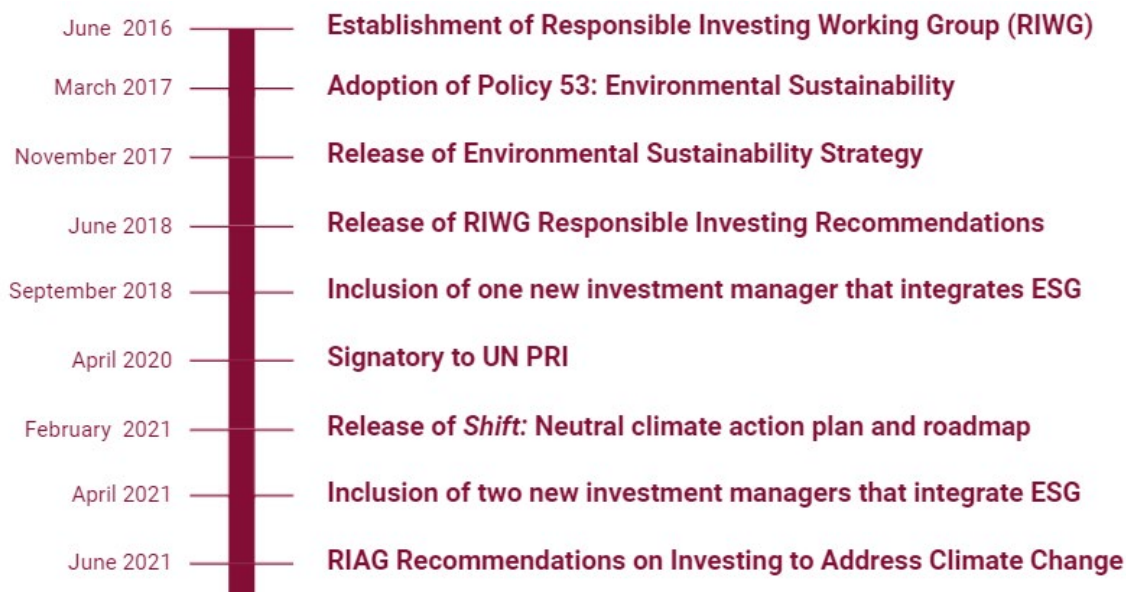 June 2016 Establishment of Responsible Investing Working Group (RIWG)
March 2017 Adoption of Policy 53: Environmental Sustainability
November 2017 Release of Environmental Sustainability Strategy
June 2018 Release of RIWG Responsible Investing Recommendations
September 2018 Inclusion of one new investment manager that integrates ESG
April 2020 Signatory to UN PRI
February 2021 Release of Shift: Neutral climate action plan and roadmap
April 2021 Inclusion of two new investment managers that integrate ESG
June 2021 RIAG Recommendations on Investing to Address Climate Change